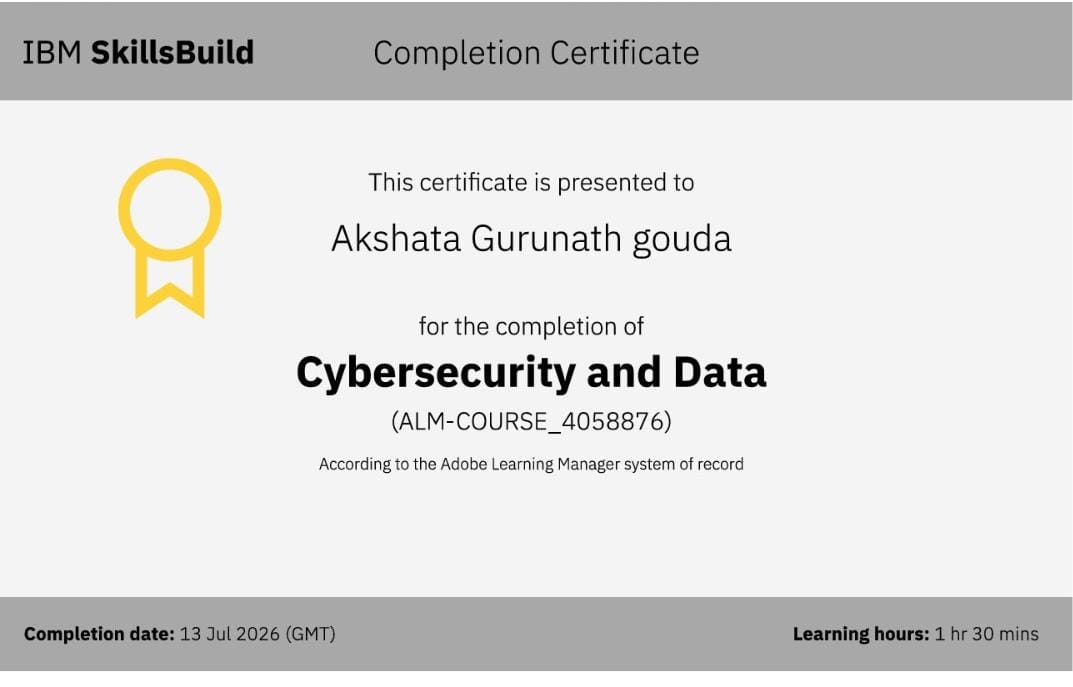 IBM SkillsBuild
Completion Certificate
This certificate is presented to
Akshata Gurunath gouda
for the completion of
Cybersecurity and Data
(ALM-COURSE_4058876)
According to the Adobe Learning Manager system of record
Completion date: 13 Jul 2026 (GMT)
Learning hours: 1 hr 30 mins